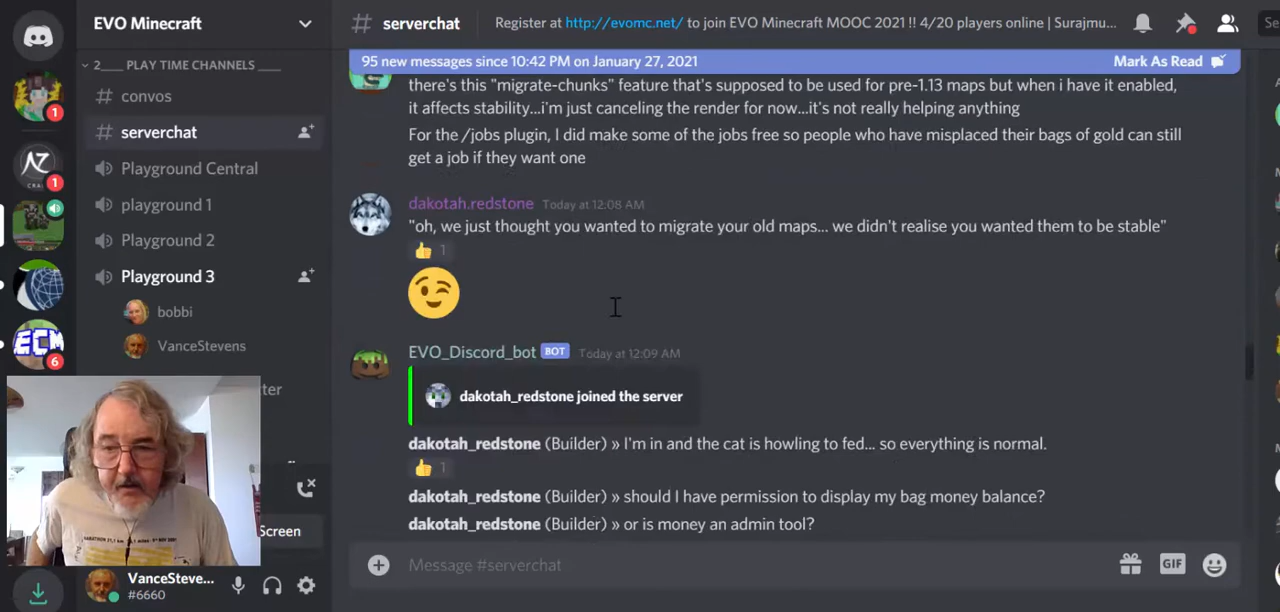 EVO Minecraft
# serverchat
Register at http://evomc.net/ to join EVO Minecraft MOOC 2021 !! 4/20 players online | Surajmu...
Se
2___ PLAY TIME CHANNELS ____
# convos
# serverchat
Playground Central
playground 1
Playground 2
Playground 3
bobbi
VanceStevens
ter
Screen
VanceSteve...
#6660
1
AZ
CRA
1
ECM
6
95 new messages since 10:42 PM on January 27, 2021
Mark As Read
there's this "migrate-chunks" feature that's supposed to be used for pre-1.13 maps but when i have it enabled,
it affects stability...i'm just canceling the render for now...it's not really helping anything
For the /jobs plugin, I did make some of the jobs free so people who have misplaced their bags of gold can still
get a job if they want one
dakotah.redstone Today at 12:08 AM
"oh, we just thought you wanted to migrate your old maps... we didn't realise you wanted them to be stable"
1
EVO_Discord_bot BOT Today at 12:09 AM
dakotah_redstone joined the server
dakotah_redstone (Builder) » I'm in and the cat is howling to fed... so everything is normal.
1
dakotah_redstone (Builder) » should I have permission to display my bag money balance?
dakotah_redstone (Builder) » or is money an admin tool?
Message #serverchat
GIF